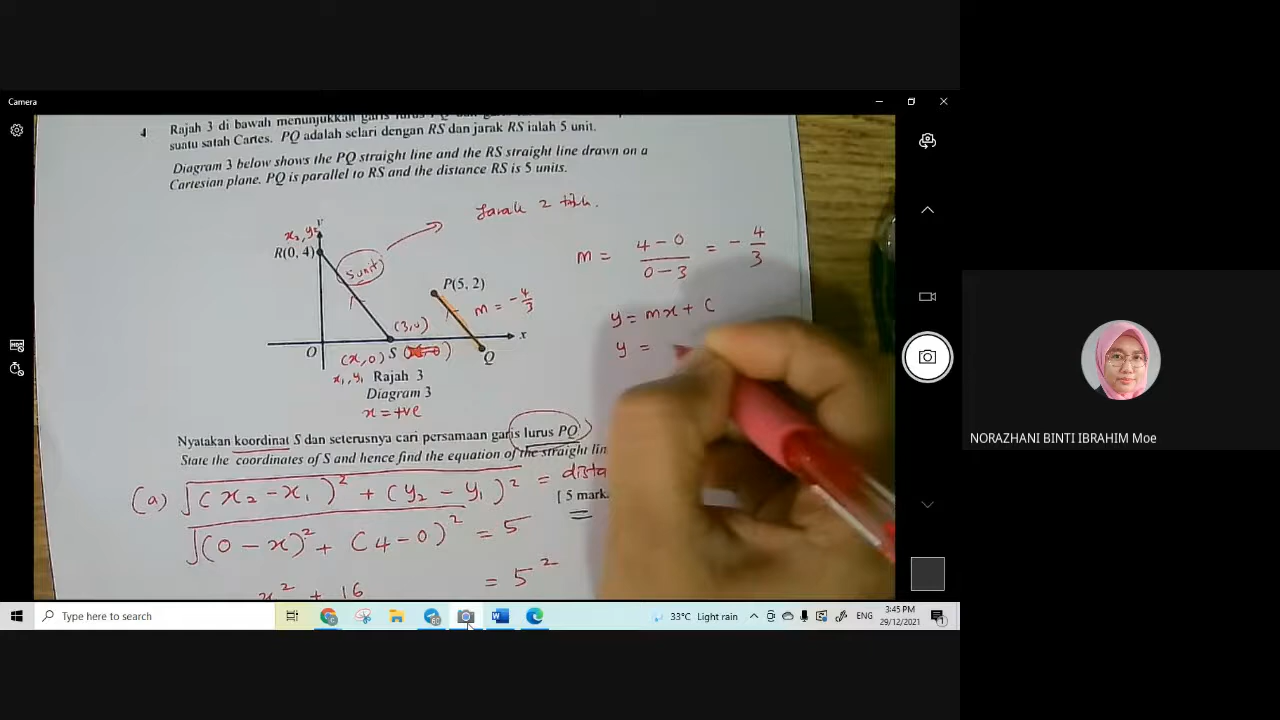 Camera
4
Rajah 3 di bawah menunjukkan garis lurus
suatu satah Cartes. PQ adalah selari dengan RS dan jarak RS ialah 5 unit.
Diagram 3 below shows the PQ straight line and the RS straight line drawn on a
Cartesian plane. PQ is parallel to RS and the distance RS is 5 units.
Jarak 2 titik.
x₂, y₂
y
R(0, 4)
5 unit
P(5, 2)
m = -4/3
(3,0)
x
O
(x,0) S
Q
x₁, y₁
Rajah 3
Diagram 3
x = +ve
m = 4-0 / 0-3 = -4/3
y = mx + c
y =
Nyatakan koordinat S dan seterusnya cari persamaan garis lurus PQ
State the coordinates of S and hence find the equation of the straight
(a) √(x₂-x₁)² + (y₂-y₁)² =
[ 5 mark
√(0-x)² + (4-0)² = 5
x² + 16 = 5²
NORAZHANI BINTI IBRAHIM Moe
Type here to search
33°C Light rain
ENG
3:45 PM
29/12/2021
1